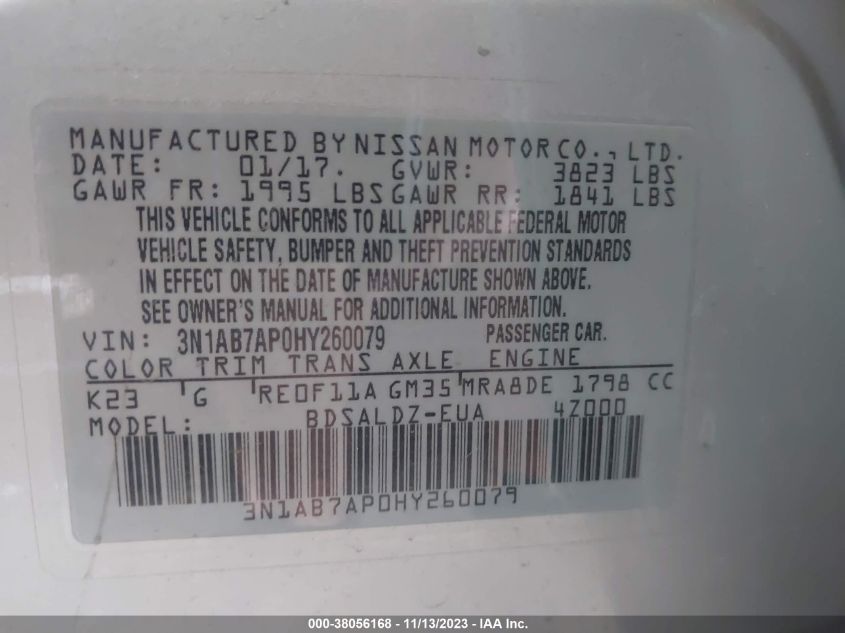 MANUFACTURED BY NISSAN MOTOR CO., LTD.
DATE: 01/17. GVWR: 3823 LBS
GAWR FR: 1995 LBS GAWR RR: 1841 LBS
THIS VEHICLE CONFORMS TO ALL APPLICABLE FEDERAL MOTOR
VEHICLE SAFETY, BUMPER AND THEFT PREVENTION STANDARDS
IN EFFECT ON THE DATE OF MANUFACTURE SHOWN ABOVE.
SEE OWNER'S MANUAL FOR ADDITIONAL INFORMATION.
VIN: 3N1AB7AP0HY260079 PASSENGER CAR.
COLOR TRIM TRANS AXLE ENGINE
K23 G RE0F11A GM35 MRA8DE 1798 CC
MODEL: BDSALDZ-EUA 4Z000
3N1AB7AP0HY260079
000-38056168 | 11/13/2023 - IAA Inc.